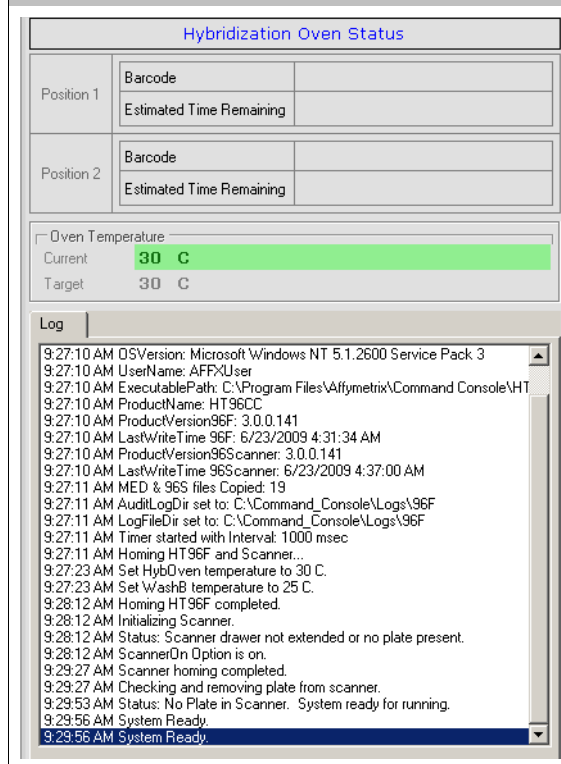 Hybridization Oven Status
Position 1
Barcode
Estimated Time Remaining
Position 2
Barcode
Estimated Time Remaining
Oven Temperature
Current 30 C
Target 30 C
Log
9:27:10 AM OSVersion: Microsoft Windows NT 5.1.2600 Service Pack 3
9:27:10 AM UserName: AFFXUser
9:27:10 AM ExecutablePath: C:\Program Files\Affymetrix\Command Console\HT
9:27:10 AM ProductName: HT96CC
9:27:10 AM ProductVersion96F: 3.0.0.141
9:27:10 AM LastWriteTime 96F: 6/23/2009 4:31:34 AM
9:27:10 AM ProductVersion96Scanner: 3.0.0.141
9:27:10 AM LastWriteTime 96Scanner: 6/23/2009 4:37:00 AM
9:27:11 AM MED & 96S files Copied: 19
9:27:11 AM AuditLogDir set to: C:\Command_Console\Logs\96F
9:27:11 AM LogFileDir set to: C:\Command_Console\Logs\96F
9:27:11 AM Timer started with Interval: 1000 msec
9:27:11 AM Homing HT96F and Scanner...
9:27:23 AM Set HybOven temperature to 30 C.
9:27:23 AM Set WashB temperature to 25 C.
9:28:12 AM Homing HT96F completed.
9:28:12 AM Initializing Scanner.
9:28:12 AM Status: Scanner drawer not extended or no plate present.
9:28:12 AM ScannerOn Option is on.
9:29:27 AM Scanner homing completed.
9:29:27 AM Checking and removing plate from scanner.
9:29:53 AM Status: No Plate in Scanner. System ready for running.
9:29:56 AM System Ready.
9:29:56 AM System Ready.